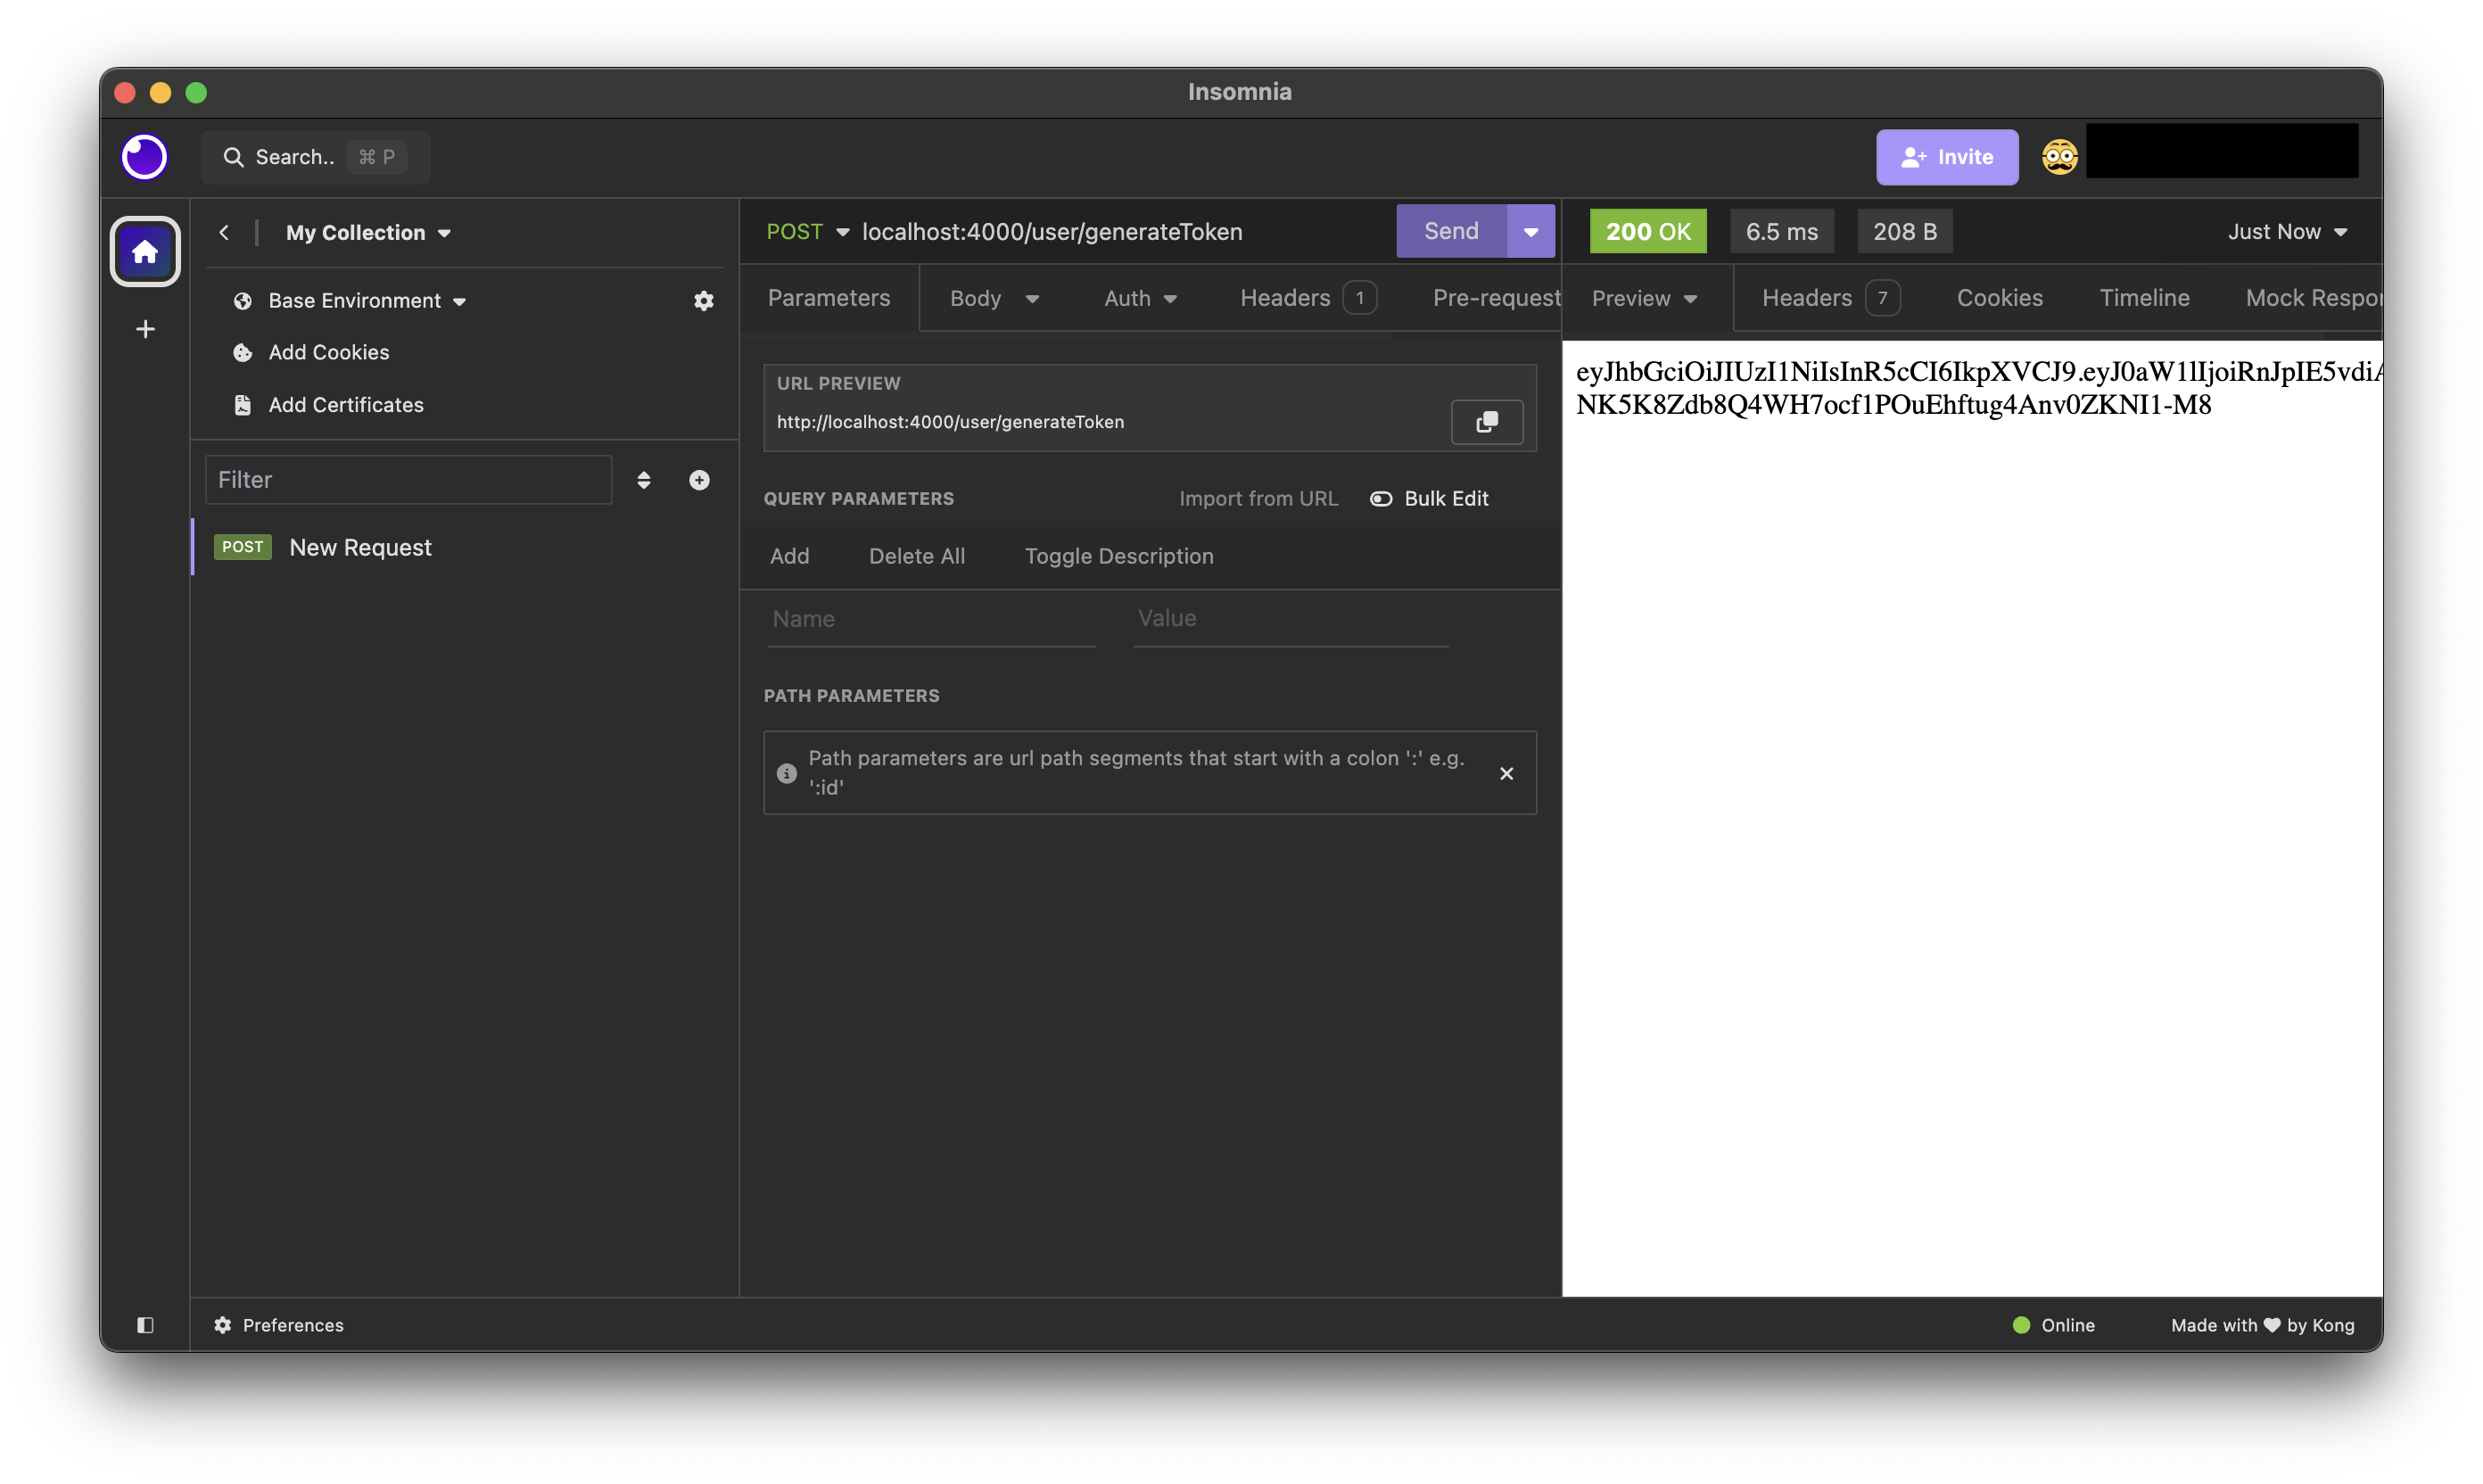 Insomnia
Search.. ⌘ P
Invite
My Collection
Base Environment
Add Cookies
Add Certificates
Filter
POST New Request
POST localhost:4000/user/generateToken Send
Parameters Body Auth Headers 1 Pre-request
URL PREVIEW
http://localhost:4000/user/generateToken
QUERY PARAMETERS Import from URL Bulk Edit
Add Delete All Toggle Description
Name Value
PATH PARAMETERS
Path parameters are url path segments that start with a colon ':' e.g.
':id'
200 OK 6.5 ms 208 B Just Now
Preview Headers 7 Cookies Timeline Mock Respo
eyJhbGciOiJIUzI1NiIsInR5cCI6IkpXVCJ9.eyJ0aW1lIjoiRnJpIE5vdiA
NK5K8Zdb8Q4WH7ocf1POuEhftug4Anv0ZKNI1-M8
Preferences
Online Made with ♥ by Kong